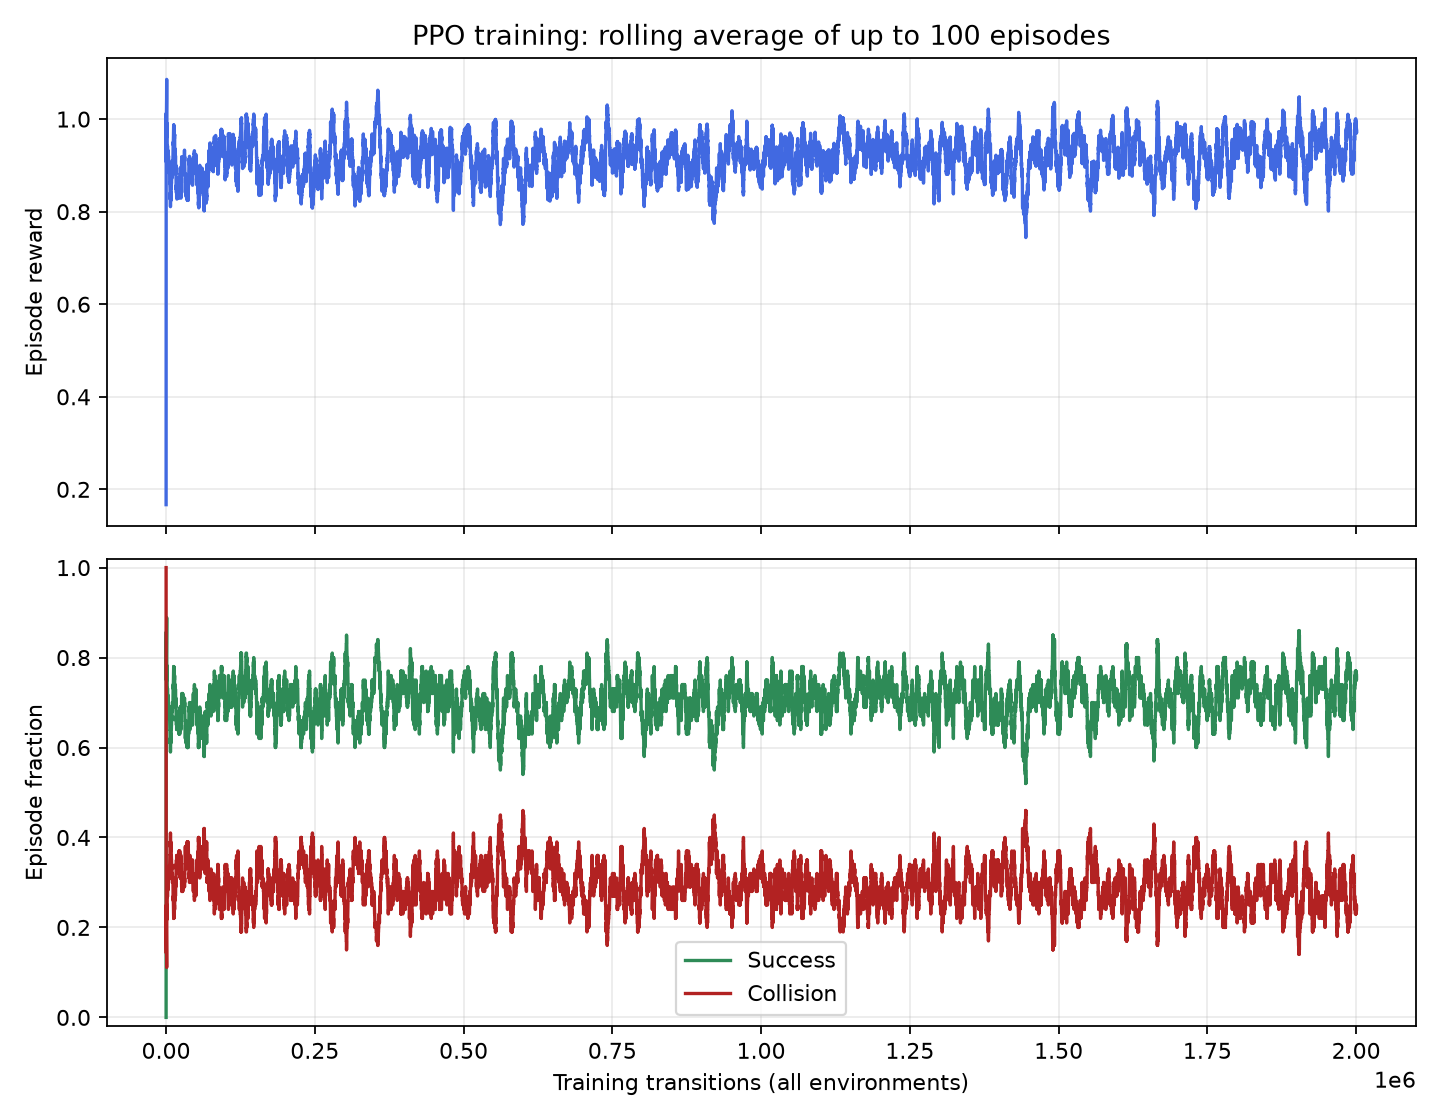 PPO training: rolling average of up to 100 episodes
1.0
0.8
0.6
0.4
0.2
Episode reward
1.0
0.8
0.6
0.4
0.2
0.0
Episode fraction
Success
Collision
0.00 0.25 0.50 0.75 1.00 1.25 1.50 1.75 2.00
Training transitions (all environments)
1e6